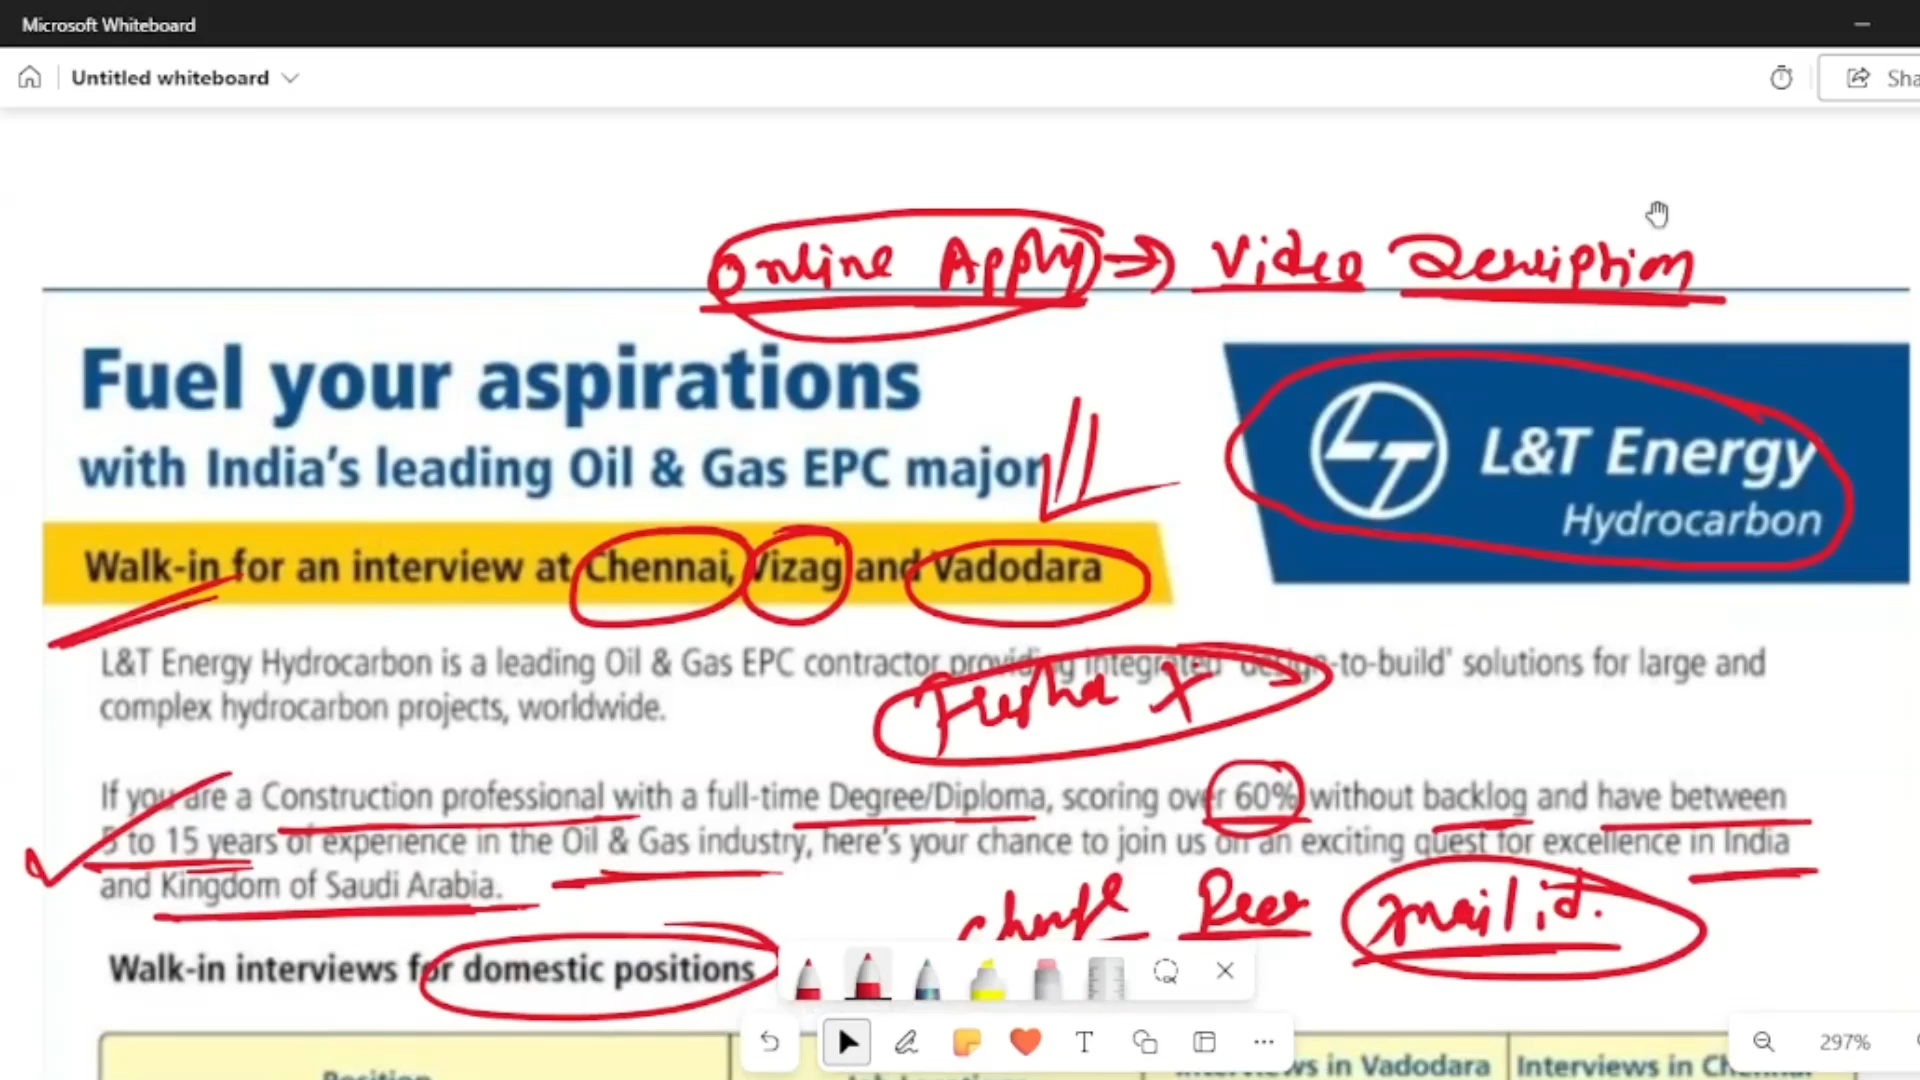 Microsoft Whiteboard
Untitled whiteboard
Sha
Online Apply → Video Description
Fuel your aspirations
with India's leading Oil & Gas EPC major
L&T Energy
Hydrocarbon
Walk-in for an interview at Chennai, Vizag and Vadodara
L&T Energy Hydrocarbon is a leading Oil & Gas EPC contractor providing integrated 'design-to-build' solutions for large and
complex hydrocarbon projects, worldwide.
Fresher X
If you are a Construction professional with a full-time Degree/Diploma, scoring over 60% without backlog and have between
5 to 15 years of experience in the Oil & Gas industry, here's your chance to join us on an exciting quest for excellence in India
and Kingdom of Saudi Arabia.
mail id.
Walk-in interviews for domestic positions
Position
Interviews in Vadodara
Interviews in Chennai
297%